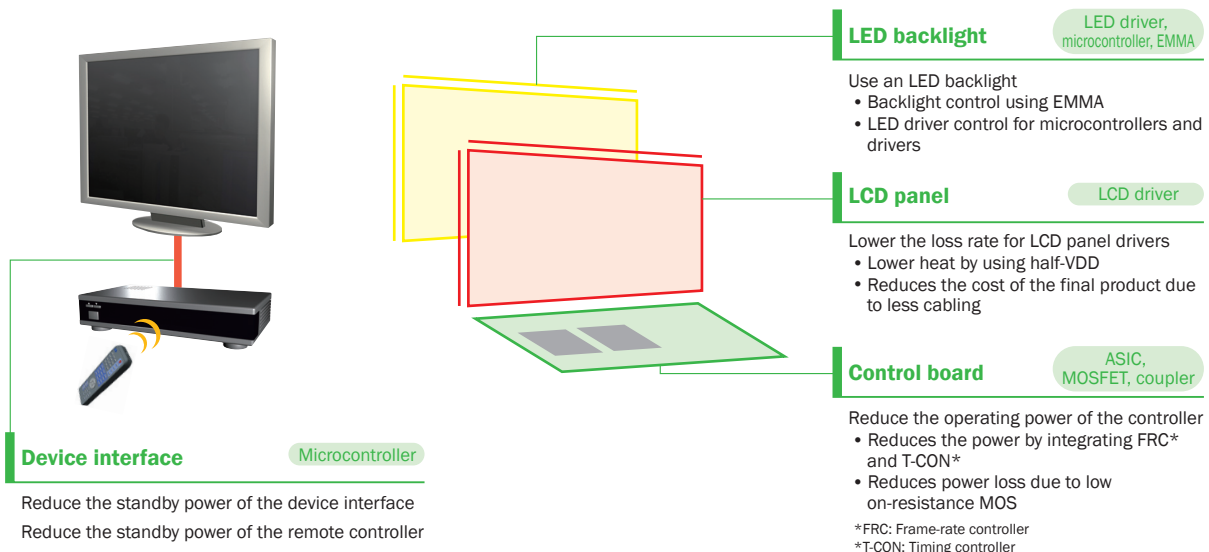 LED backlight
LED driver,
microcontroller, EMMA
Use an LED backlight
• Backlight control using EMMA
• LED driver control for microcontrollers and
drivers
LCD panel
LCD driver
Lower the loss rate for LCD panel drivers
• Lower heat by using half-VDD
• Reduces the cost of the final product due
to less cabling
Control board
ASIC,
MOSFET, coupler
Reduce the operating power of the controller
• Reduces the power by integrating FRC*
and T-CON*
• Reduces power loss due to low
on-resistance MOS
*FRC: Frame-rate controller
*T-CON: Timing controller
Device interface
Microcontroller
Reduce the standby power of the device interface
Reduce the standby power of the remote controller